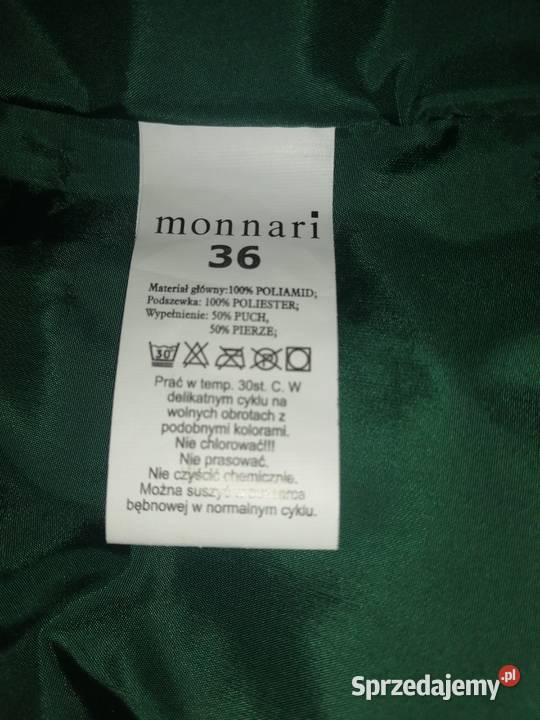 monnari
36
Materiał główny:100% POLIAMID;
Podszewka: 100% POLIESTER;
Wypełnienie: 50% PUCH,
50% PIERZE;
30
Prać w temp. 30st. C. W
delikatnym cyklu na
wolnych obrotach z
podobnymi kolorami.
Nie chlorować!!!
Nie prasować.
Nie czyścić chemicznie.
Można suszyć
bębnowej w normalnym cyklu.
Sprzedajemy.pl